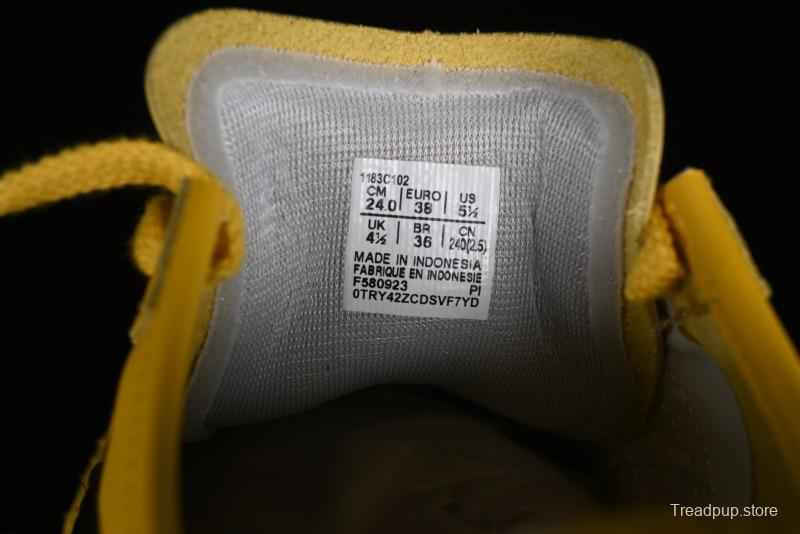 1183C102
CM EURO US
24.0 38 5½
UK BR CN
4½ 36 240(2.5)
MADE IN INDONESIA
FABRIQUE EN INDONESIE
F580923 PI
0TRY42ZCDSVF7YD
Treadpup.store